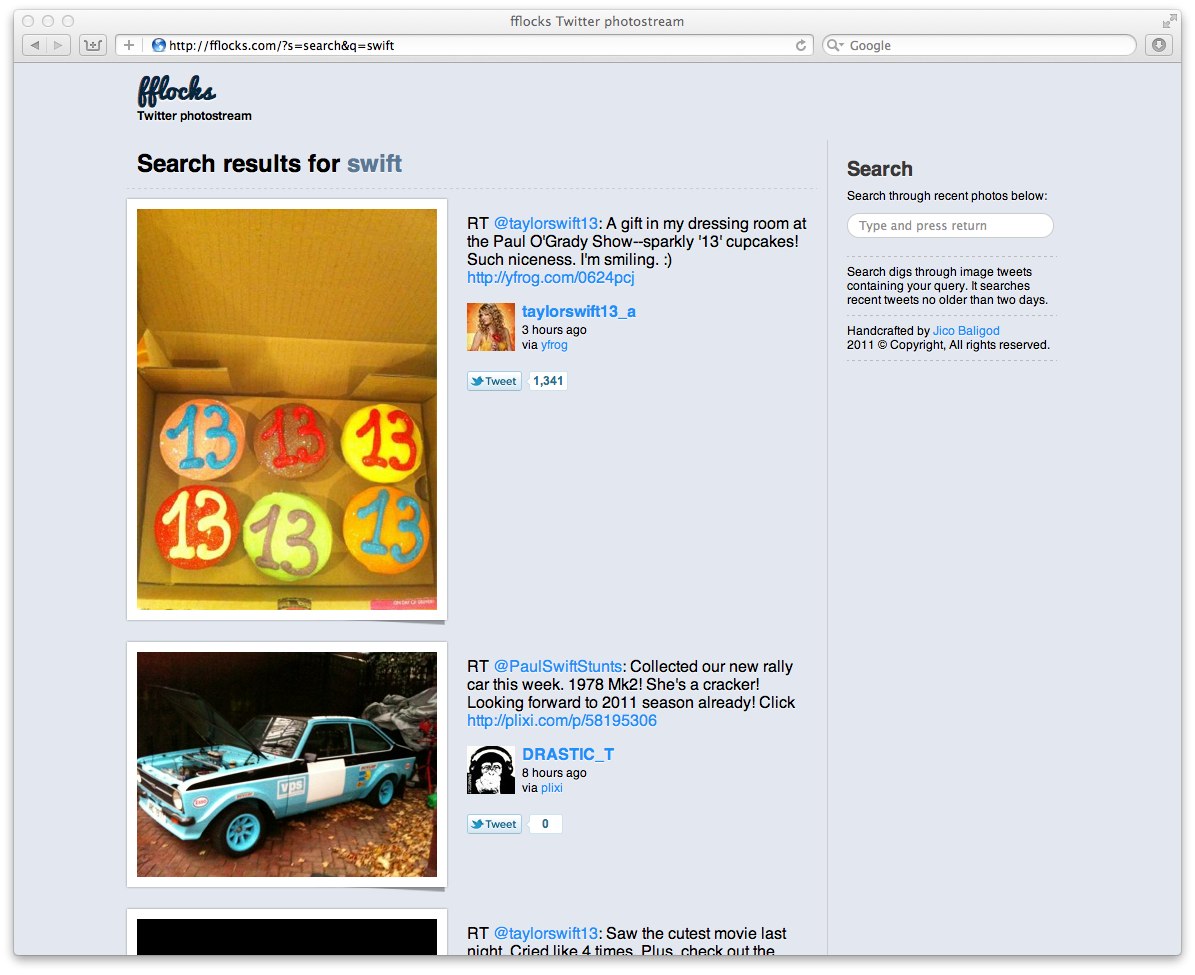 fflocks Twitter photostream
http://fflocks.com/?s=search&q=swift
Google
fflocks
Twitter photostream
Search results for swift
13 13 13
13 13 13
RT @taylorswift13: A gift in my dressing room at
the Paul O'Grady Show--sparkly '13' cupcakes!
Such niceness. I'm smiling. :)
http://yfrog.com/0624pcj
taylorswift13_a
3 hours ago
via yfrog
Tweet 1,341
VDS
RT @PaulSwiftStunts: Collected our new rally
car this week. 1978 Mk2! She's a cracker!
Looking forward to 2011 season already! Click
http://plixi.com/p/58195306
DRASTIC_T
8 hours ago
via plixi
Tweet 0
RT @taylorswift13: Saw the cutest movie last
night. Cried like 4 times. Plus, check out the
Search
Search through recent photos below:
Type and press return
Search digs through image tweets
containing your query. It searches
recent tweets no older than two days.
Handcrafted by Jico Baligod
2011 © Copyright, All rights reserved.